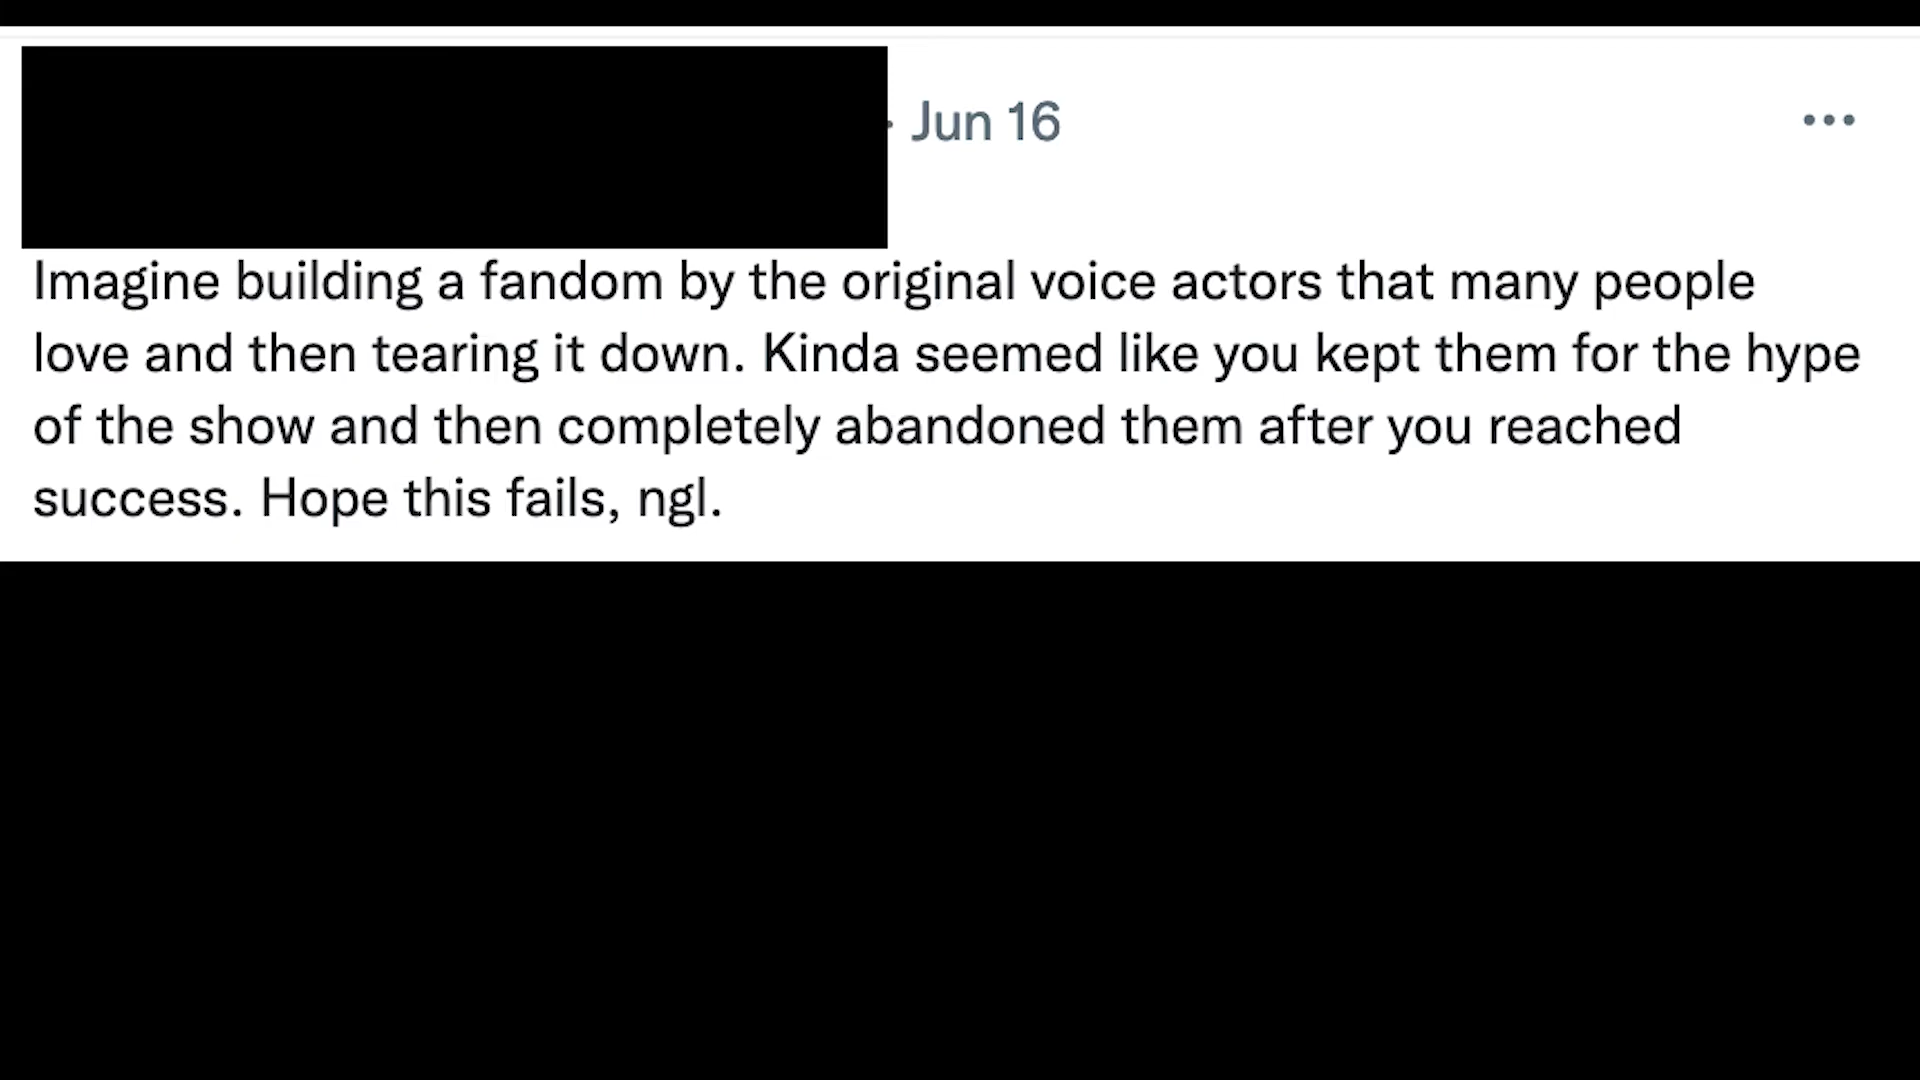 · Jun 16 •••
Imagine building a fandom by the original voice actors that many people
love and then tearing it down. Kinda seemed like you kept them for the hype
of the show and then completely abandoned them after you reached
success. Hope this fails, ngl.